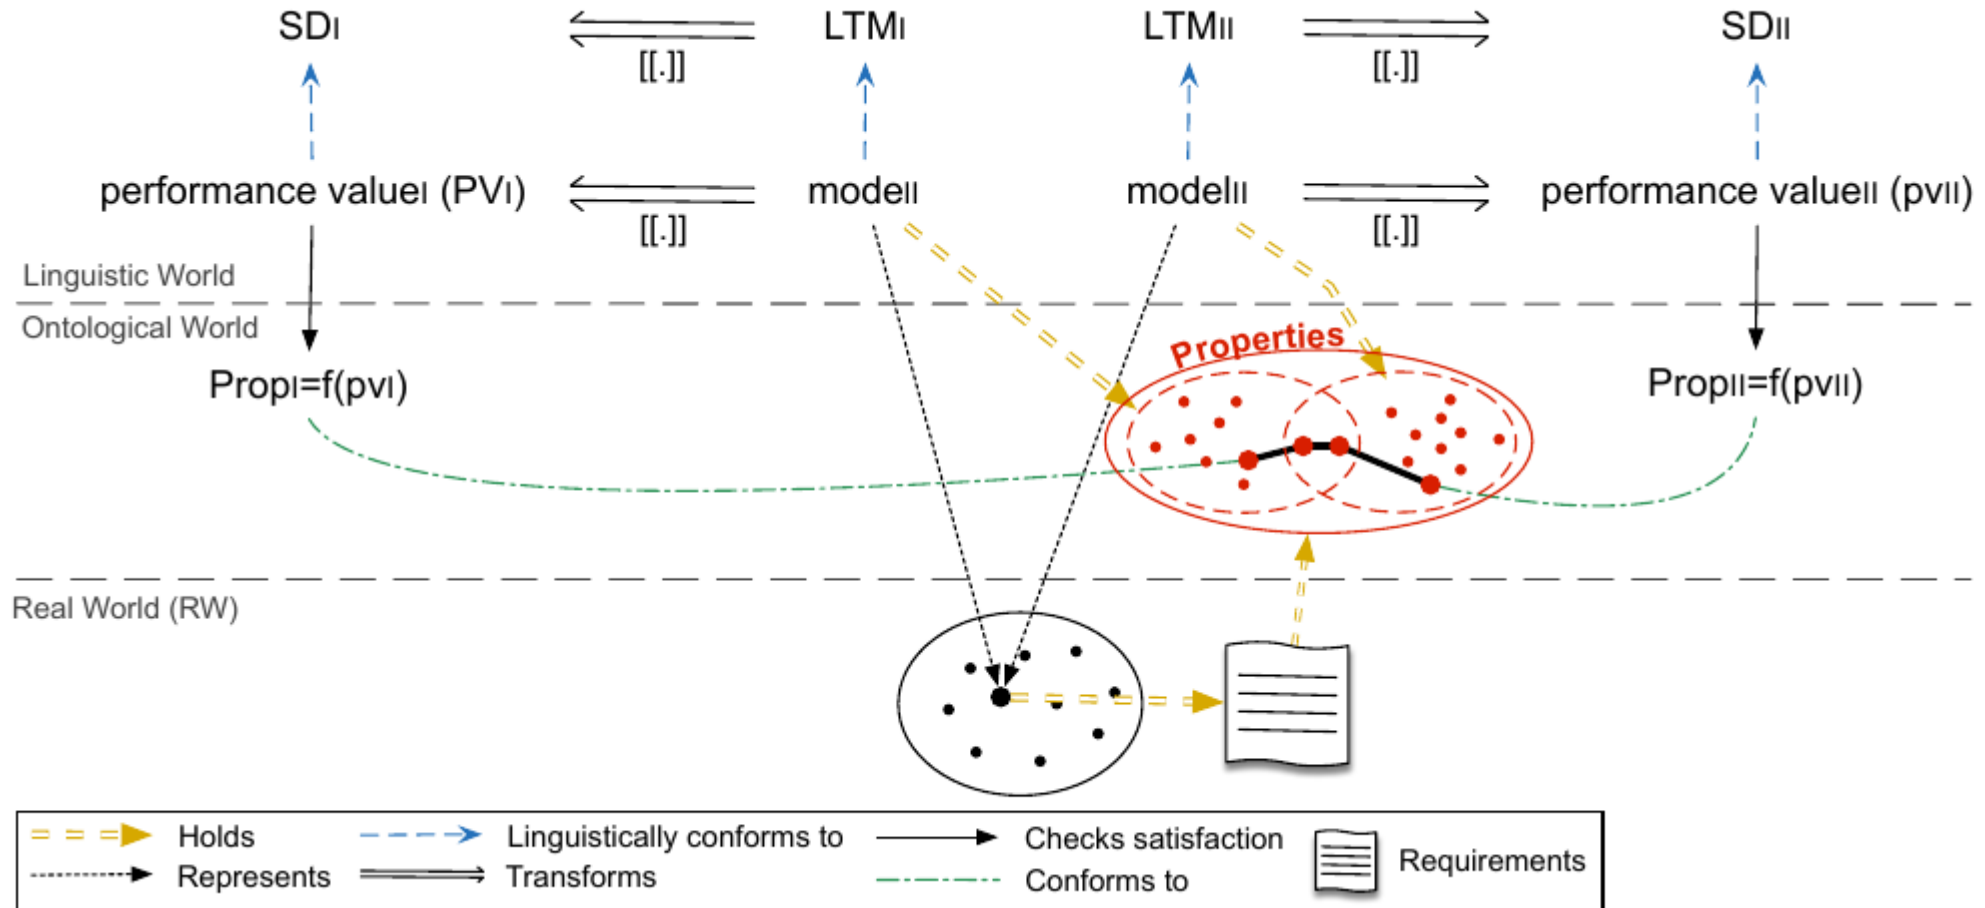 SDI LTMI LTMII SDII
[[.]] [[.]]
performance valueI (PVI) modelI modelII performance valueII (pvII)
[[.]] [[.]]
Linguistic World
Ontological World
Properties
PropI=f(pvI) PropII=f(pvII)
Real World (RW)
Holds Linguistically conforms to Checks satisfaction Requirements
Represents Transforms Conforms to